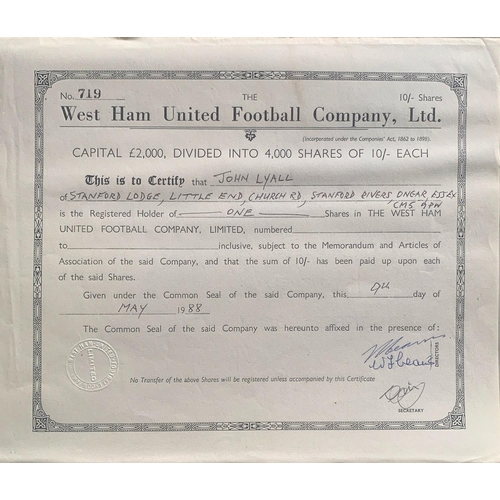 No. 719 THE 10/- Shares
West Ham United Football Company, Ltd.
(Incorporated under the Companies' Act, 1862 to 1898).
CAPITAL £2,000, DIVIDED INTO 4,000 SHARES OF 10/- EACH
This is to Certify that JOHN LYALL
of STANFORD LODGE, LITTLE END, CHURCH RD, STANFORD RIVERS ONGAR, ESSEX
CM5 9PW
is the Registered Holder of ONE Shares in THE WEST HAM
UNITED FOOTBALL COMPANY, LIMITED, numbered
to inclusive, subject to the Memorandum and Articles of
Association of the said Company, and that the sum of 10/- has been paid up upon each
of the said Shares.
Given under the Common Seal of the said Company, this 9th day of
MAY 1988
The Common Seal of the said Company was hereunto affixed in the presence of:
DIRECTORS
LIMITED
No Transfer of the above Shares will be registered unless accompanied by this Certificate
SECRETARY